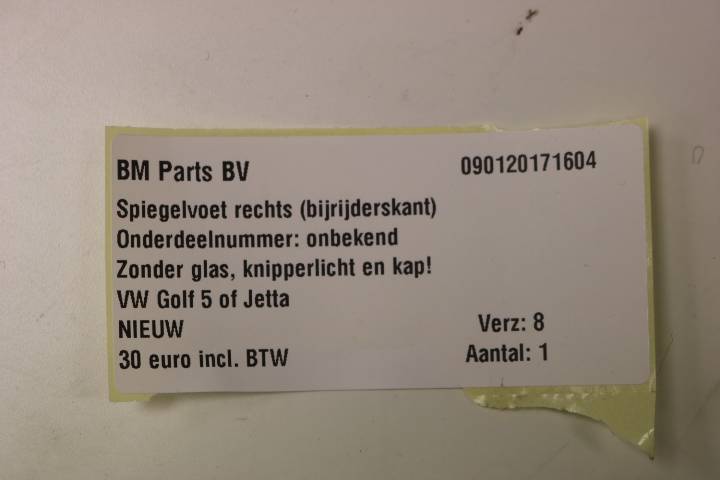 BM Parts BV 090120171604
Spiegelvoet rechts (bijrijderskant)
Onderdeelnummer: onbekend
Zonder glas, knipperlicht en kap!
VW Golf 5 of Jetta
NIEUW Verz: 8
30 euro incl. BTW Aantal: 1